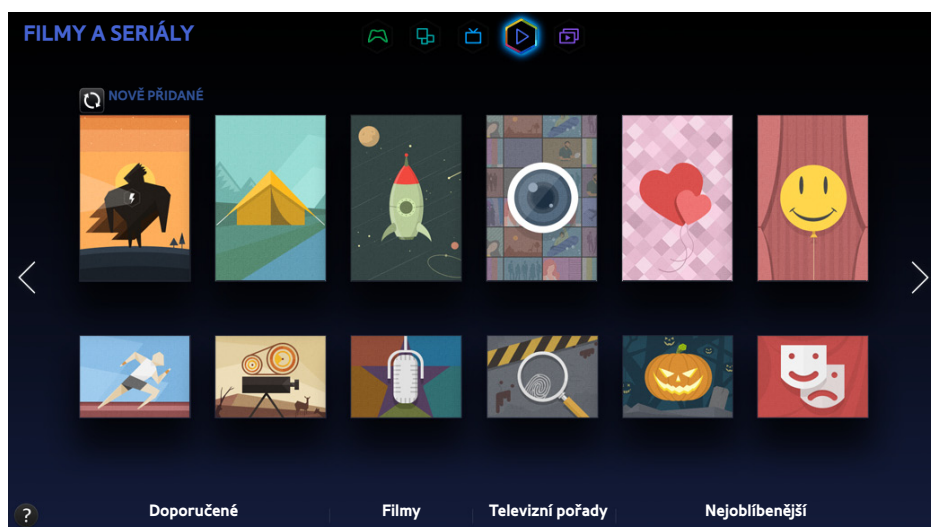 FILMY A SERIÁLY
NOVĚ PŘIDANÉ
?
Doporučené
Filmy
Televizní pořady
Nejoblíbenější